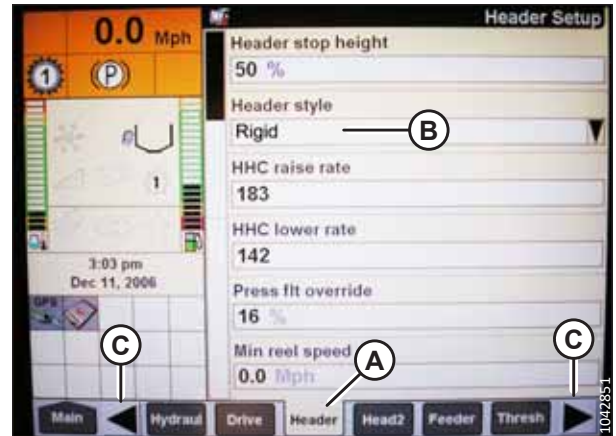 0.0 Mph
Header Setup
1
(P)
1
3:03 pm
Dec 11, 2006
GPS
Header stop height
50 %
Header style
Rigid
B
HHC raise rate
183
HHC lower rate
142
Press flt override
16 %
Min reel speed
0.0 Mph
A
C
C
Main
Hydraul
Drive
Header
Head2
Feeder
Thresh
1042851